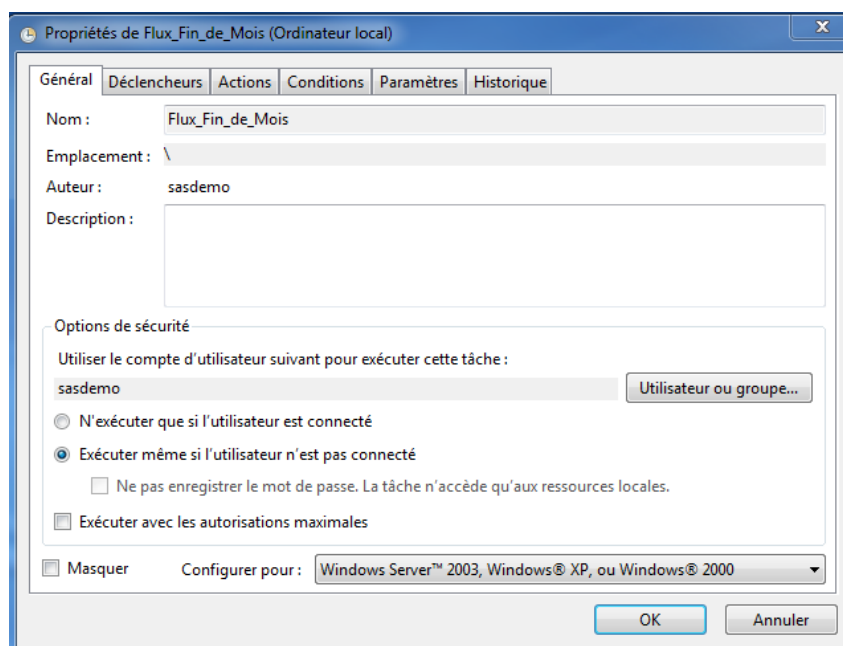 Propriétés de Flux_Fin_de_Mois (Ordinateur local)
x
Général Déclencheurs Actions Conditions Paramètres Historique
Nom : Flux_Fin_de_Mois
Emplacement : \
Auteur : sasdemo
Description :
Options de sécurité
Utiliser le compte d'utilisateur suivant pour exécuter cette tâche :
sasdemo Utilisateur ou groupe...
N'exécuter que si l'utilisateur est connecté
Exécuter même si l'utilisateur n'est pas connecté
Ne pas enregistrer le mot de passe. La tâche n'accède qu'aux ressources locales.
Exécuter avec les autorisations maximales
Masquer Configurer pour : Windows Server™ 2003, Windows® XP, ou Windows® 2000
OK Annuler